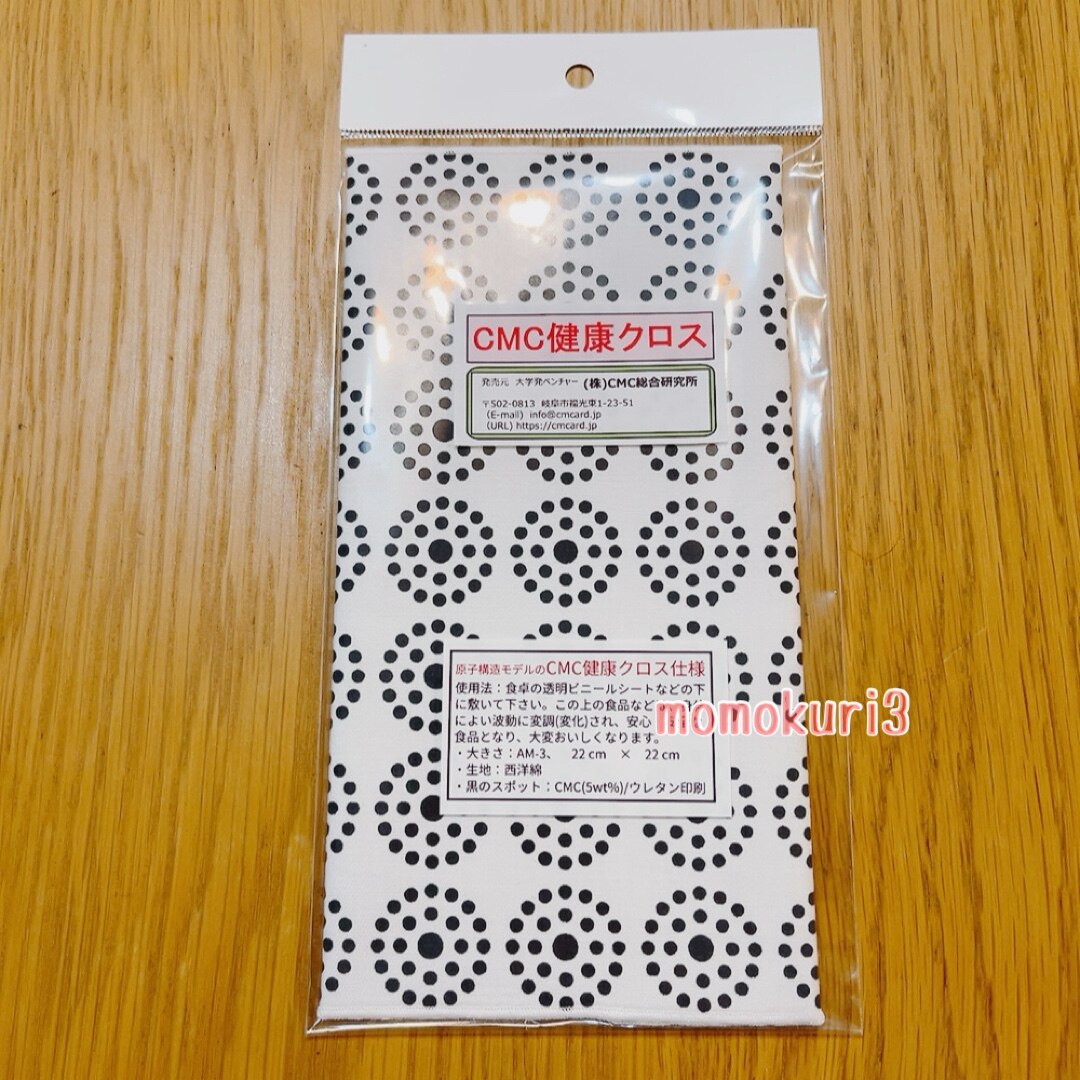 CMC健康クロス
発売元 大学発ベンチャー (株)CMC総合研究所
〒502-0813 岐阜市福光東1-23-51
(E-mail) info@cmcard.jp
(URL) https://cmcard.jp
原子構造モデルのCMC健康クロス仕様
使用法：食卓の透明ビニールシートなどの下
に敷いて下さい。この上の食品など
によい波動に変調(変化)され、安心
食品となり、大変おいしくなります。
momokuri3
・大きさ：AM-3、 22 cm × 22 cm
・生地：西洋綿
・黒のスポット：CMC(5wt%)/ウレタン印刷